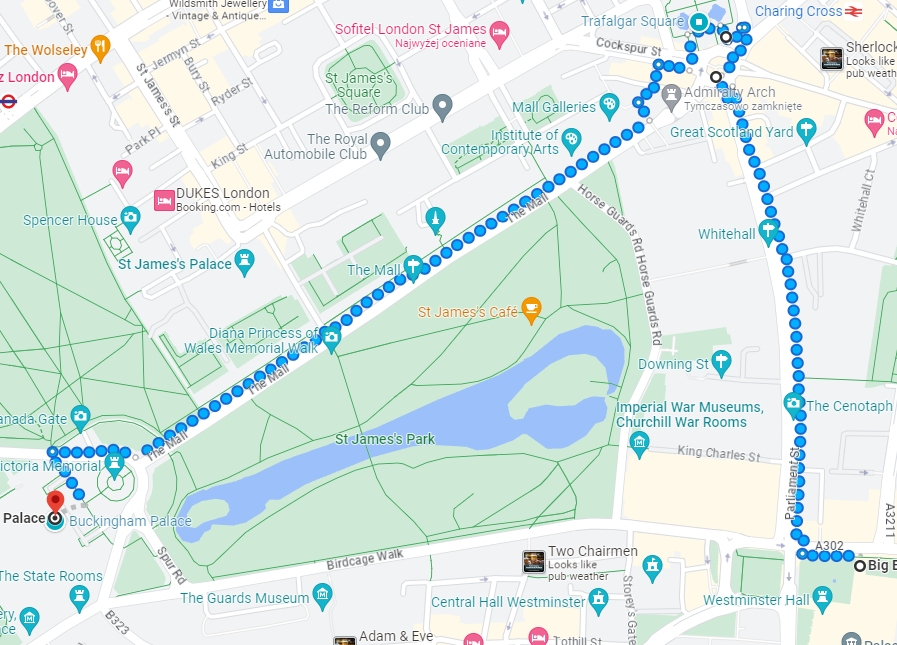 Wildsmith Jewellery
- Vintage & Antique...
Trafalgar Square
Charing Cross
The Wolseley
Sofitel London St James
Najwyżej oceniane
Cockspur St
Sherlock
Looks like
pub weath
Jermyn St
Bury St
z London
St James's St
Ryder St
St James's
Square
The Reform Club
Mall Galleries
Admiralty Arch
Tymczasowo zamknięte
Great Scotland Yard
Park Pl
King St
The Royal
Automobile Club
Institute of
Contemporary Arts
DUKES London
Booking.com - Hotels
Spencer House
The Mall
Horse Guards Rd
Horse Guards Rd
Whitehall
Whitehall Ct
St James's Palace
The Mall
St James's Café
Diana Princess of
Wales Memorial Walk
The Mall
Downing St
anada Gate
The Mall
St James's Park
Imperial War Museums,
Churchill War Rooms
The Cenotaph
ictoria Memorial
King Charles St
Parliament St
A3211
Palace
Buckingham Palace
Spur Rd
Birdcage Walk
Two Chairmen
Looks like
pub weather
A302
Big B
The State Rooms
The Guards Museum
Central Hall Westminster
Storey's Gate
Westminster Hall
B323
Adam & Eve
Tothill St